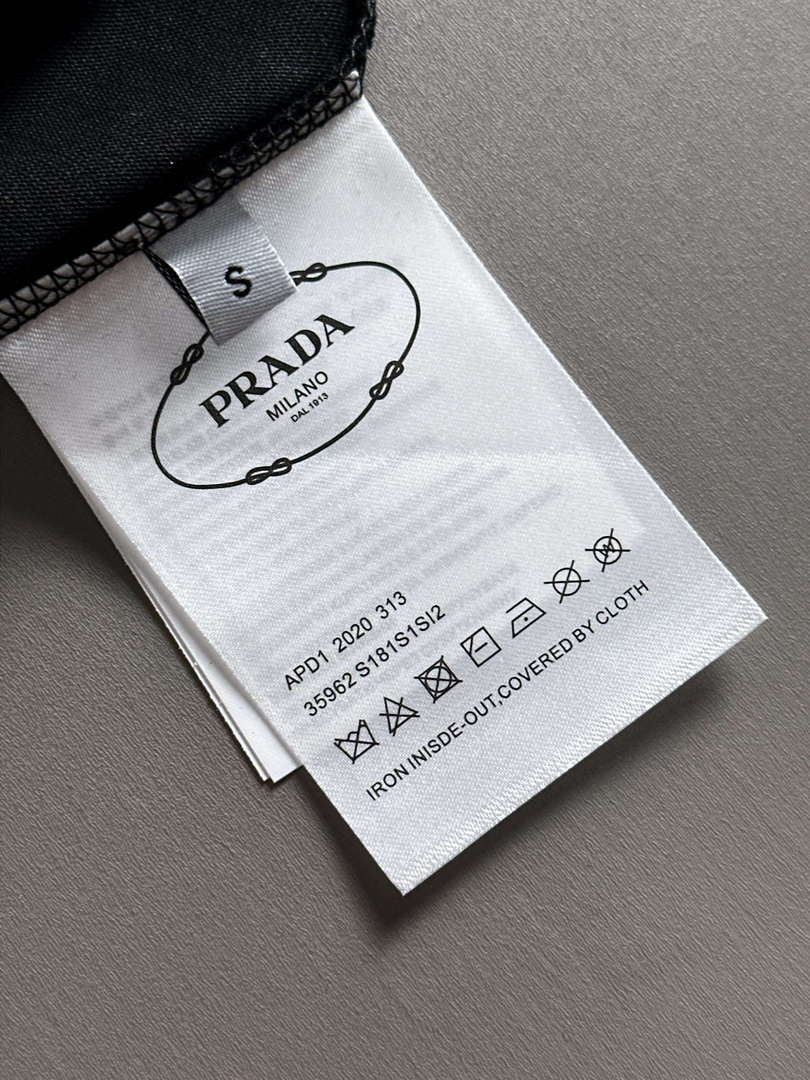 S
PRADA
MILANO
DAL 1913
APD1 2020 313
35962 S181S1SI2
IRON INISDE-OUT,COVERED BY CLOTH